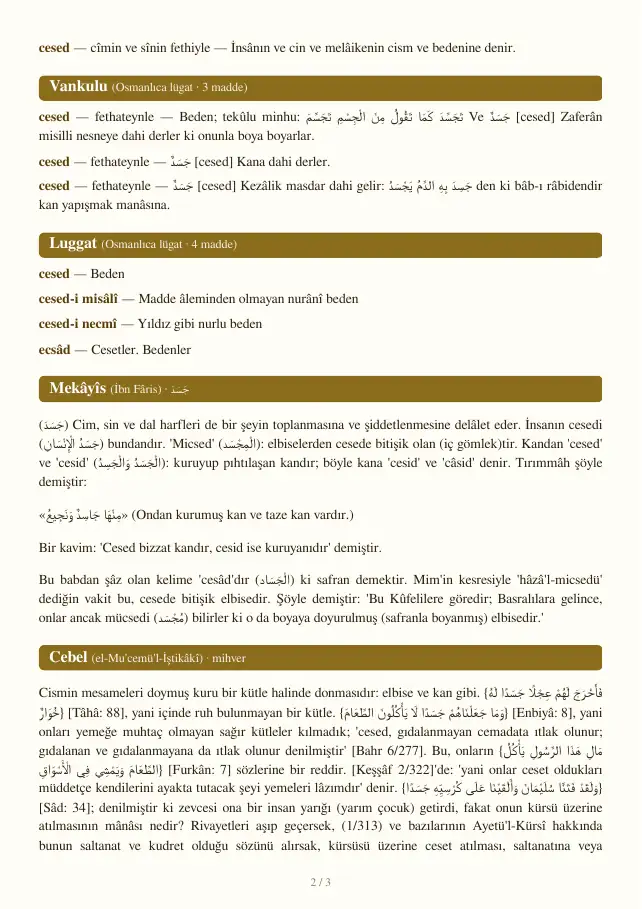 cesed — cîmin ve sînin fethiyle — İnsânın ve cin ve melâikenin cism ve bedenine denir.
Vankulu (Osmanlıca lügat · 3 madde)
cesed — fethateynle — Beden; tekûlu minhu: تَجَسَّدَ كَمَا تَقُولُ مِنَ الْجِسْمِ تَجَسَّمَ Ve جَسَدٌ [cesed] Zaferân
misilli nesneye dahi derler ki onunla boya boyarlar.
cesed — fethateynle — جَسَدٌ [cesed] Kana dahi derler.
cesed — fethateynle — جَسَدٌ [cesed] Kezâlik masdar dahi gelir: جَسِدَ بِهِ الدَّمُ يَجْسَدُ den ki bâb-ı râbidendir
kan yapışmak manâsına.
Luggat (Osmanlıca lügat · 4 madde)
cesed — Beden
cesed-i misâlî — Madde âleminden olmayan nurânî beden
cesed-i necmî — Yıldız gibi nurlu beden
ecsâd — Cesetler. Bedenler
Mekâyîs (İbn Fâris) · جَسَدَ
(جَسَدَ) Cim, sin ve dal harfleri de bir şeyin toplanmasına ve şiddetlenmesine delâlet eder. İnsanın cesedi
(جَسَدُ الْإِنْسَانِ) bundandır. 'Micsed' (الْمِجْسَد): elbiselerden cesede bitişik olan (iç gömlek)tir. Kandan 'cesed'
ve 'cesid' (الْجَسَدُ وَالْجَسِدُ): kuruyup pıhtılaşan kandır; böyle kana 'cesid' ve 'câsid' denir. Tırımmâh şöyle
demiştir:
«مِنْهَا جَاسِدٌ وَنَجِيعُ» (Ondan kurumuş kan ve taze kan vardır.)
Bir kavim: 'Cesed bizzat kandır, cesid ise kuruyanıdır' demiştir.
Bu babdan şâz olan kelime 'cesâd'dır (الْجَسَاد) ki safran demektir. Mim'in kesresiyle 'hâzâ'l-micsedü'
dediğin vakit bu, cesede bitişik elbisedir. Şöyle demiştir: 'Bu Kûfelilere göredir; Basralılara gelince,
onlar ancak mücsedi (مُجْسَد) bilirler ki o da boyaya doyurulmuş (safranla boyanmış) elbisedir.'
Cebel (el-Mu'cemü'l-İştikâkî) · mihver
Cismin mesameleri doymuş kuru bir kütle halinde donmasıdır: elbise ve kan gibi. {فَأَخْرَجَ لَهُمْ عِجْلًا جَسَدًا لَهُ
خُوَارٌ} [Tâhâ: 88], yani içinde ruh bulunmayan bir kütle. {وَمَا جَعَلْنَاهُمْ جَسَدًا لَا يَأْكُلُونَ الطَّعَامَ} [Enbiyâ: 8], yani
onları yemeğe muhtaç olmayan sağır kütleler kılmadık; 'cesed, gıdalanmayan cemadata ıtlak olunur;
gıdalanan ve gıdalanayana da ıtlak olunur denilmiştir' [Bahr 6/277]. Bu, onların {مَالِ هَذَا الرَّسُولِ يَأْكُلُ
الطَّعَامَ وَيَمْشِي فِي الْأَسْوَاقِ} [Furkân: 7] sözlerine bir reddir. [Keşşâf 2/322]'de: 'yani onlar ceset oldukları
müddetçe kendilerini ayakta tutacak şeyi yemeleri lâzımdır' denir. {وَلَقَدْ فَتَنَّا سُلَيْمَانَ وَأَلْقَيْنَا عَلَى كُرْسِيِّهِ جَسَدًا}
[Sâd: 34]; denilmiştir ki zevcesi ona bir insan yarığı (yarım çocuk) getirdi, fakat onun kürsü üzerine
atılmasının mânâsı nedir? Rivayetleri aşıp geçersek, (1/313) ve bazılarının Ayetü'l-Kürsî hakkında
bunun saltanat ve kudret olduğu sözünü alırsak, kürsüsü üzerine ceset atılması, saltanatına veya
2 / 3